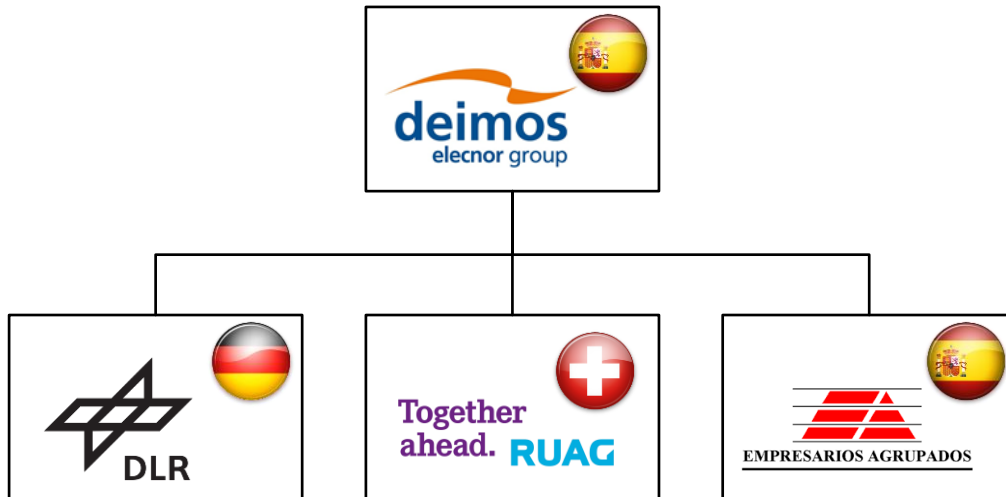 deimos
elecnor group
DLR
Together
ahead. RUAG
EMPRESARIOS AGRUPADOS